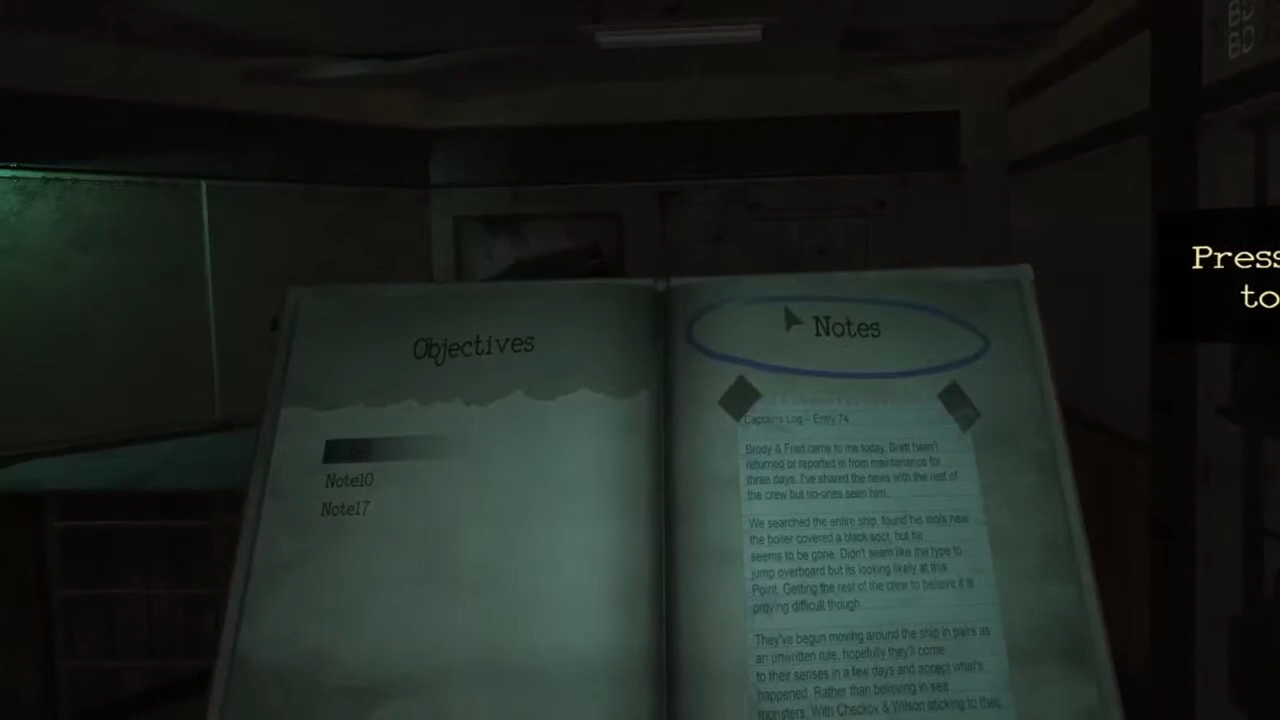 Press
to
Objectives
Notes
Note10
Note17
Captains Log - Entry 74
Brody & Fred came to me today. Brett hasn't
returned or reported in from maintenance for
three days. I've shared the news with the rest of
the crew but no-ones seen him.
We searched the entire ship, found his tools near
the boiler covered a black soot, but he
seems to be gone. Didn't seem like the type to
jump overboard but its looking likely at this
Point. Getting the rest of the crew to believe it is
proving difficult though
They've begun moving around the ship in pairs as
an unwritten rule, hopefully they'll come
to their senses in a few days and accept what's
happened. Rather than believing in sea
monsters. With Checkov & Wilson sticking to their